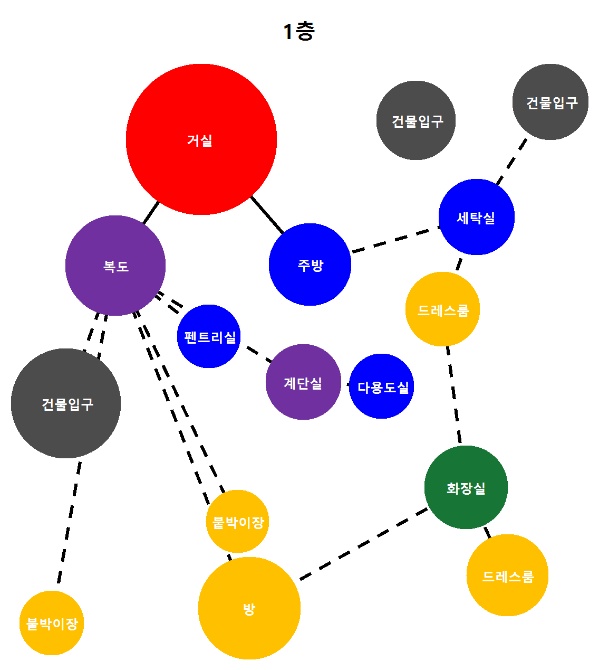 1층
건물입구
건물입구
거실
세탁실
복도
주방
드레스룸
펜트리실
계단실
다용도실
건물입구
화장실
붙박이장
드레스룸
방
붙박이장